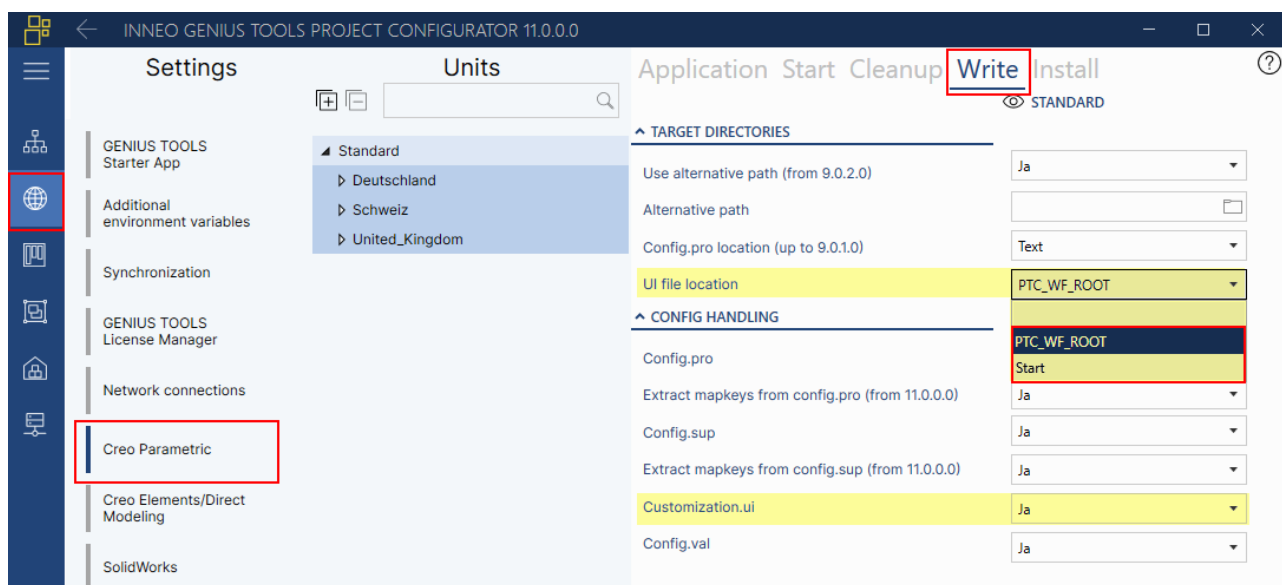 INNEO GENIUS TOOLS PROJECT CONFIGURATOR 11.0.0.0
Settings
GENIUS TOOLS
Starter App
Additional
environment variables
Synchronization
GENIUS TOOLS
License Manager
Network connections
Creo Parametric
Creo Elements/Direct
Modeling
SolidWorks
Units
Standard
Deutschland
Schweiz
United_Kingdom
Application Start Cleanup Write Install
?
STANDARD
TARGET DIRECTORIES
Use alternative path (from 9.0.2.0) Ja
Alternative path
Config.pro location (up to 9.0.1.0) Text
UI file location PTC_WF_ROOT
CONFIG HANDLING
PTC_WF_ROOT
Config.pro
Start
Extract mapkeys from config.pro (from 11.0.0.0) Ja
Config.sup Ja
Extract mapkeys from config.sup (from 11.0.0.0) Ja
Customization.ui Ja
Config.val Ja